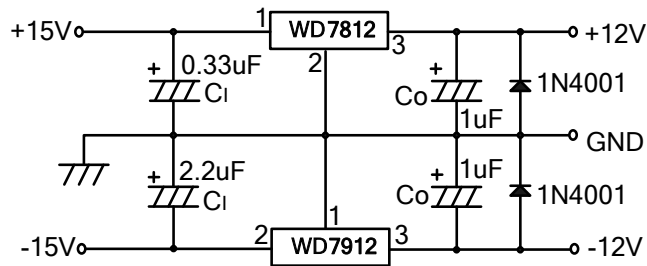 +15V 1 WD7812 3 +12V
2
+ 0.33uF CI
+ Co 1uF
1N4001
GND
+ 2.2uF CI
1uF + Co
1N4001
1
-15V 2 WD7912 3 -12V